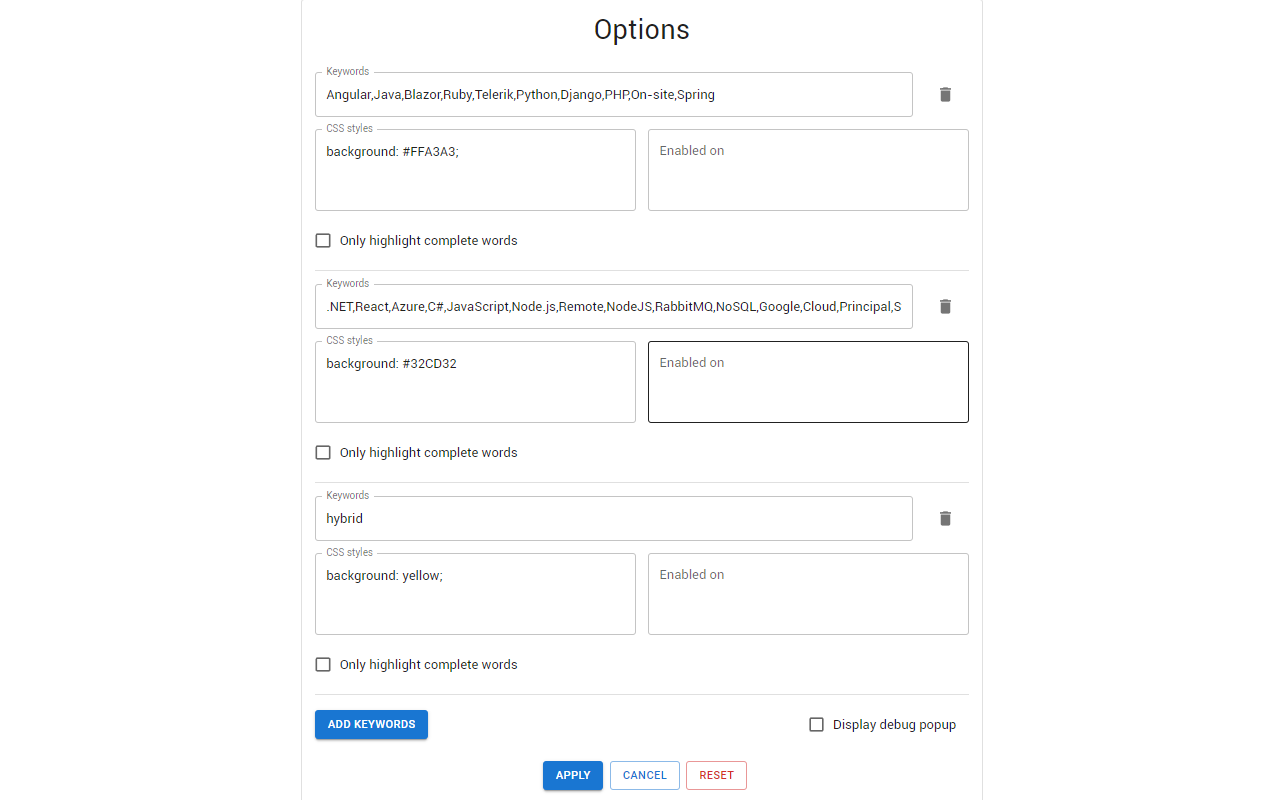 Options
Keywords
Angular,Java,Blazor,Ruby,Telerik,Python,Django,PHP,On-site,Spring
CSS styles
background: #FFA3A3;
Enabled on
Only highlight complete words
Keywords
.NET,React,Azure,C#,JavaScript,Node.js,Remote,NodeJS,RabbitMQ,NoSQL,Google,Cloud,Principal,S
CSS styles
background: #32CD32
Enabled on
Only highlight complete words
Keywords
hybrid
CSS styles
background: yellow;
Enabled on
Only highlight complete words
ADD KEYWORDS
Display debug popup
APPLY CANCEL RESET